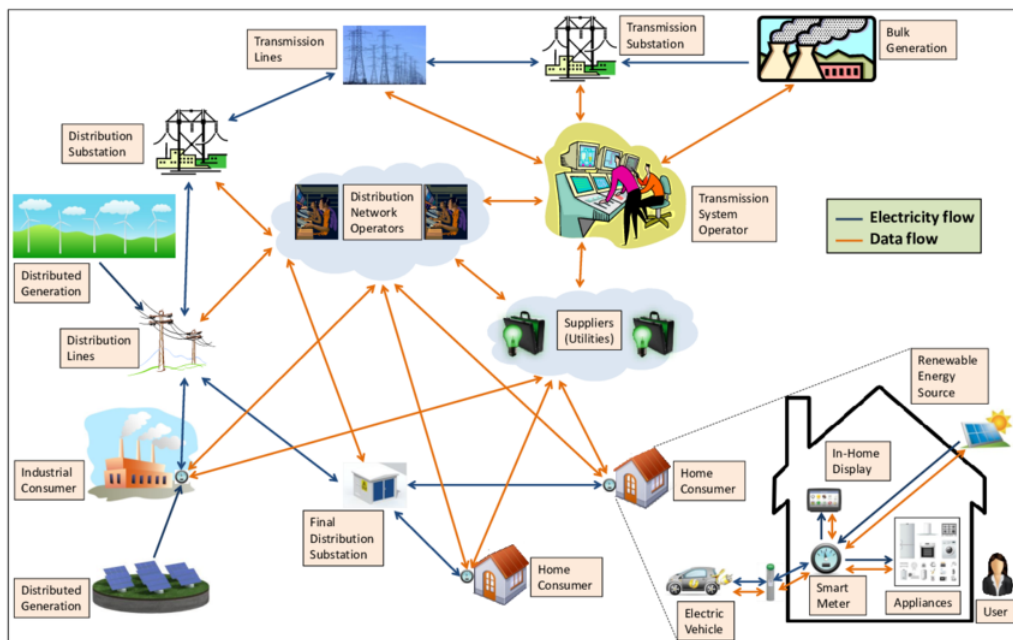 Transmission
Lines
Transmission
Substation
Bulk
Generation
Distribution
Substation
Distribution
Network
Operators
Transmission
System
Operator
Electricity flow
Data flow
Distributed
Generation
Suppliers
(Utilities)
Distribution
Lines
Renewable
Energy
Source
In-Home
Display
Industrial
Consumer
Home
Consumer
Final
Distribution
Substation
Home
Consumer
Distributed
Generation
Electric
Vehicle
Smart
Meter
Appliances
User